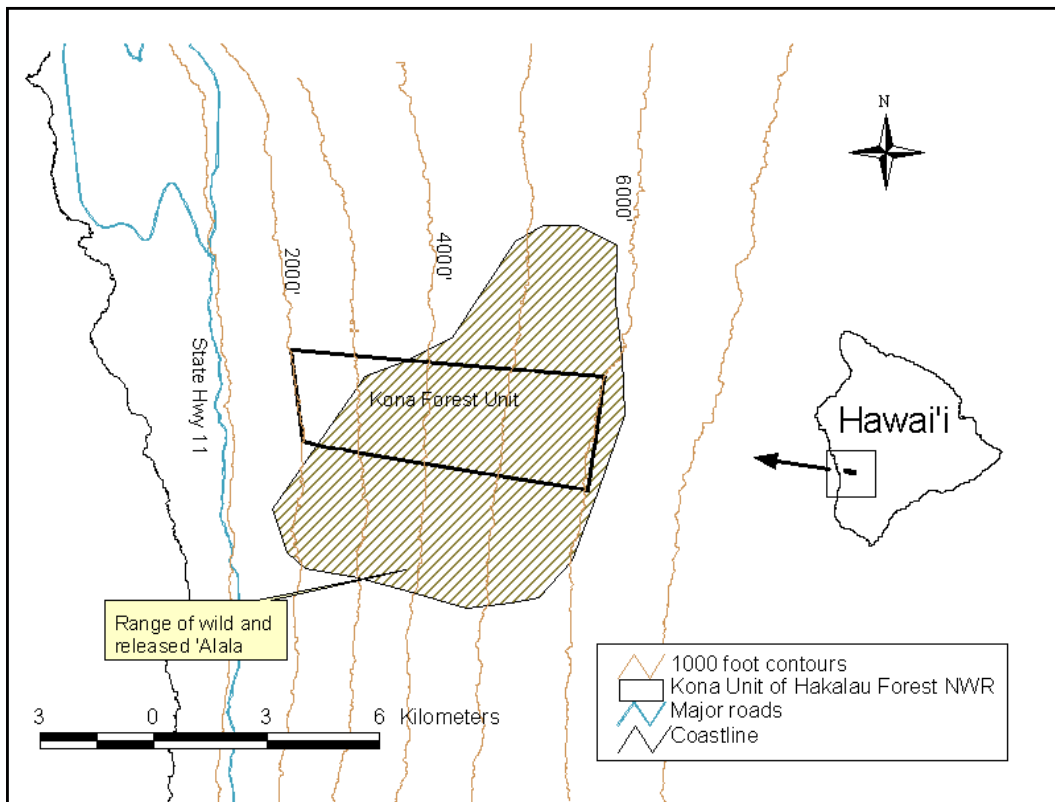 N
6000'
4000'
2000'
State Hwy 11
Kona Forest Unit
Hawai'i
Range of wild and
released 'Alala
1000 foot contours
Kona Unit of Hakalau Forest NWR
Major roads
Coastline
3 0 3 6 Kilometers